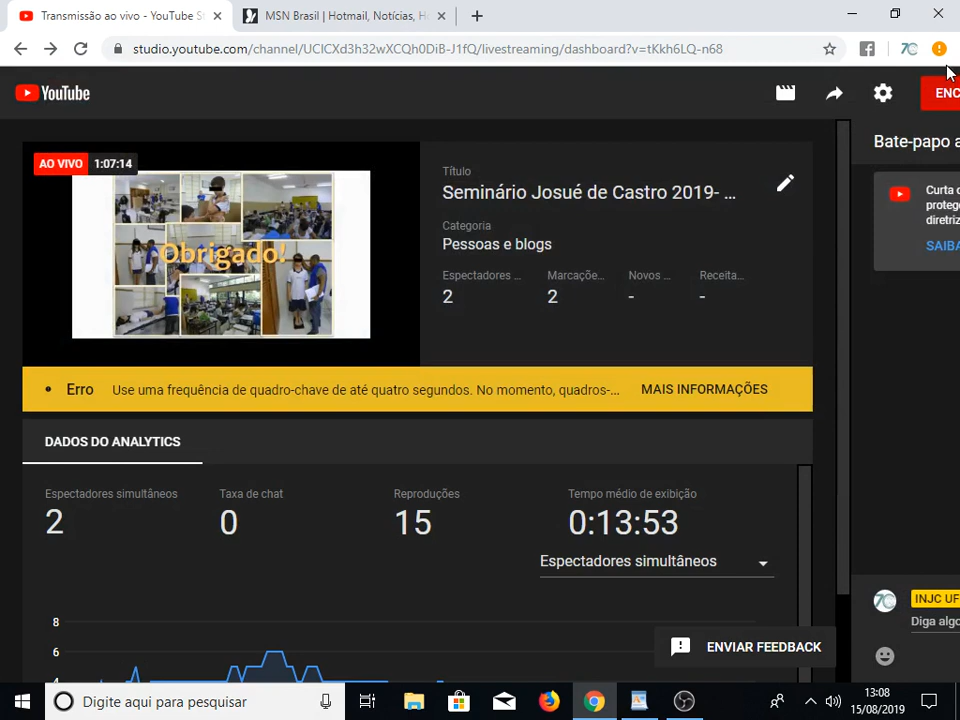 Transmissão ao vivo - YouTube S
MSN Brasil | Hotmail, Notícias, H
studio.youtube.com/channel/UCICXd3h32wXCQh0DiB-J1fQ/livestreaming/dashboard?v=tKkh6LQ-n68
YouTube
ENC
AO VIVO 1:07:14
Obrigado!
Título
Seminário Josué de Castro 2019- ...
Categoria
Pessoas e blogs
Espectadores ... Marcaçõe... Novos ... Receita...
2 2 - -
Bate-papo a
Curta o
proteg
diretriz
SAIBA
Erro Use uma frequência de quadro-chave de até quatro segundos. No momento, quadros-... MAIS INFORMAÇÕES
DADOS DO ANALYTICS
Espectadores simultâneos Taxa de chat Reproduções Tempo médio de exibição
2 0 15 0:13:53
Espectadores simultâneos
8
6
4
INJC UF
Diga algo
ENVIAR FEEDBACK
Digite aqui para pesquisar
13:08
15/08/2019